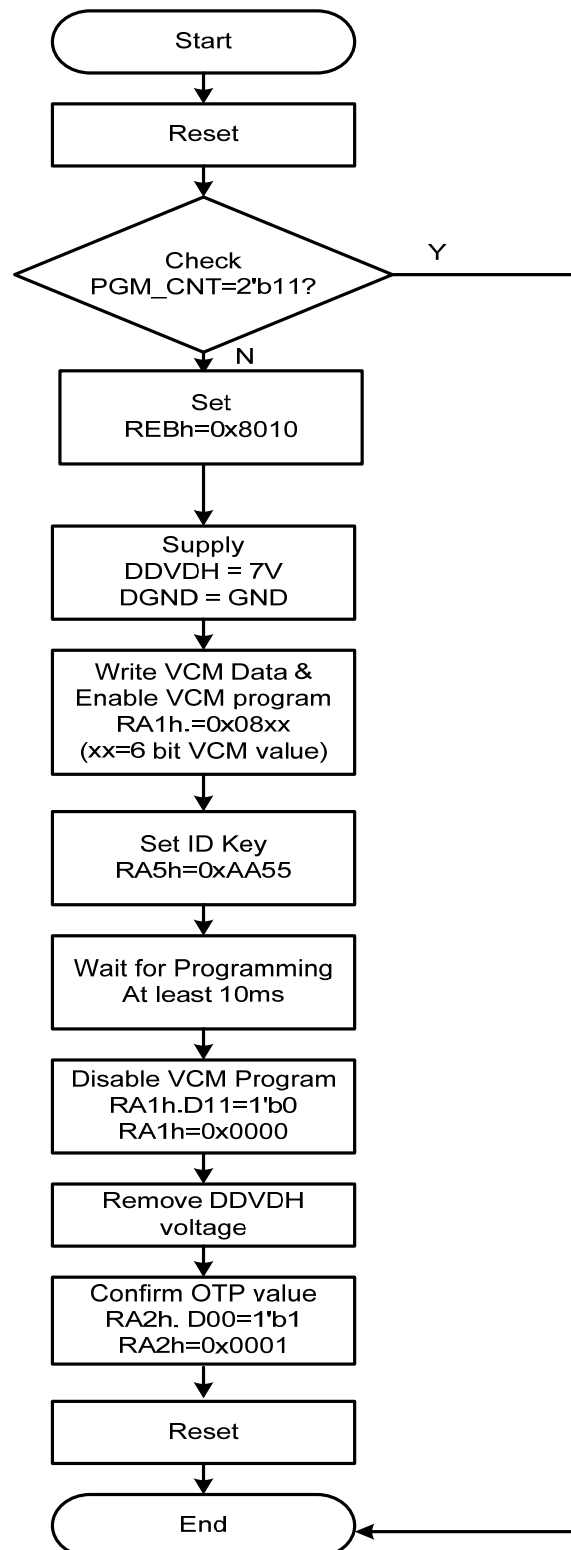 Start
Reset
Check
PGM_CNT=2'b11?
Y
N
Set
REBh=0x8010
Supply
DDVDH = 7V
DGND = GND
Write VCM Data &
Enable VCM program
RA1h.=0x08xx
(xx=6 bit VCM value)
Set ID Key
RA5h=0xAA55
Wait for Programming
At least 10ms
Disable VCM Program
RA1h.D11=1'b0
RA1h=0x0000
Remove DDVDH
voltage
Confirm OTP value
RA2h. D00=1'b1
RA2h=0x0001
Reset
End